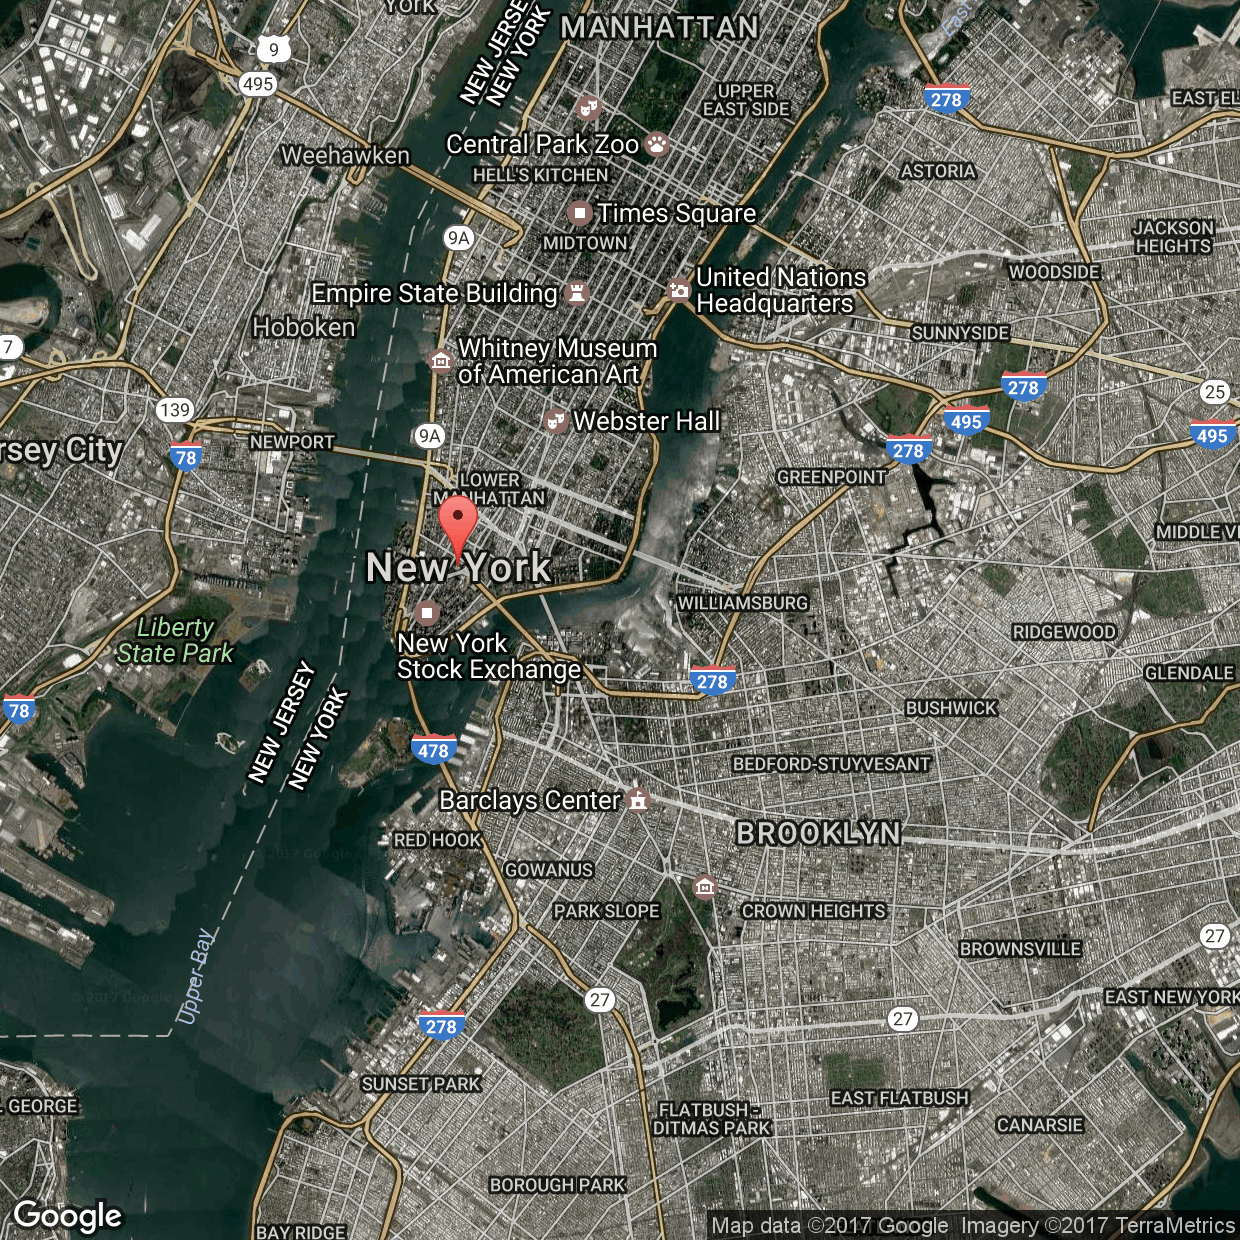 York
MANHATTAN
East
9
NEW JERSEY
NEW YORK
495
UPPER
EAST SIDE
278
EAST EL
Central Park Zoo
Weehawken
HELL'S KITCHEN
ASTORIA
Times Square
9A
MIDTOWN
JACKSON
HEIGHTS
WOODSIDE
United Nations
Headquarters
Empire State Building
Hoboken
SUNNYSIDE
7
Whitney Museum
of American Art
278
25
139
Webster Hall
495
495
9A
NEWPORT
rsey City
78
278
LOWER
MANHATTAN
GREENPOINT
MIDDLE VI
New York
WILLIAMSBURG
Liberty
State Park
New York
Stock Exchange
RIDGEWOOD
GLENDALE
278
NEW JERSEY
NEW YORK
78
BUSHWICK
478
BEDFORD-STUYVESANT
Barclays Center
BROOKLYN
RED HOOK
GOWANUS
PARK SLOPE
CROWN HEIGHTS
BROWNSVILLE
27
Upper Bay
EAST NEW YORK
27
27
278
SUNSET PARK
L GEORGE
EAST FLATBUSH
FLATBUSH -
DITMAS PARK
CANARSIE
BOROUGH PARK
Google
BAY RIDGE
Map data ©2017 Google Imagery ©2017 TerraMetrics